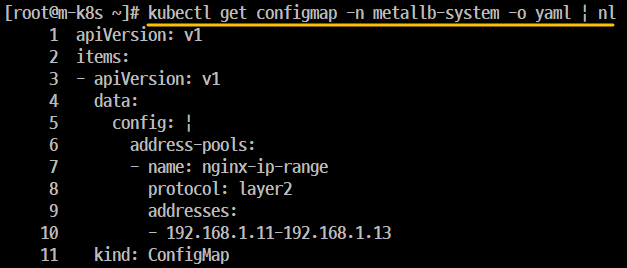 [root@m-k8s ~]# kubectl get configmap -n metallb-system -o yaml ¦ nl
1 apiVersion: v1
2 items:
3 - apiVersion: v1
4 data:
5 config: ¦
6 address-pools:
7 - name: nginx-ip-range
8 protocol: layer2
9 addresses:
10 - 192.168.1.11-192.168.1.13
11 kind: ConfigMap